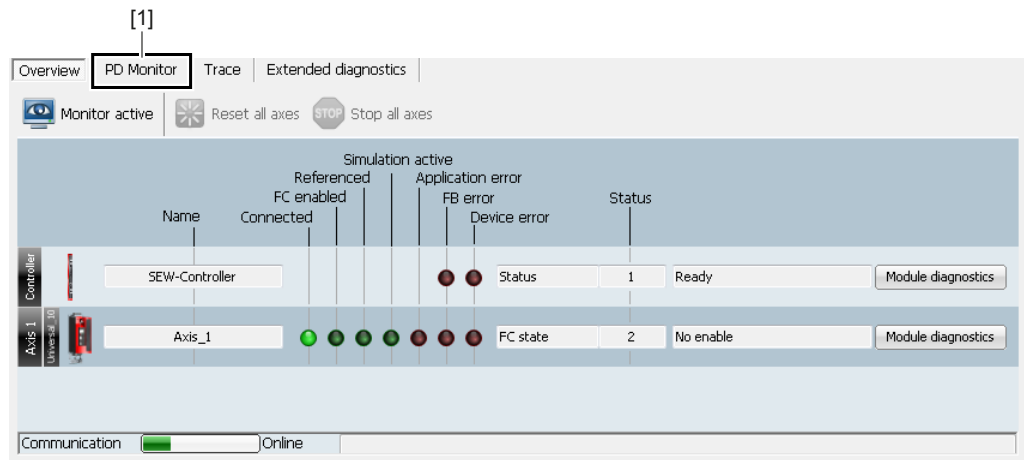 [1]
Overview PD Monitor Trace Extended diagnostics
Monitor active Reset all axes STOP Stop all axes
Simulation active
Referenced Application error
FC enabled FB error Status
Name Connected Device error
Controller SEW-Controller Status 1 Ready Module diagnostics
Axis 1 Universal, 10 Axis_1 FC state 2 No enable Module diagnostics
Communication Online